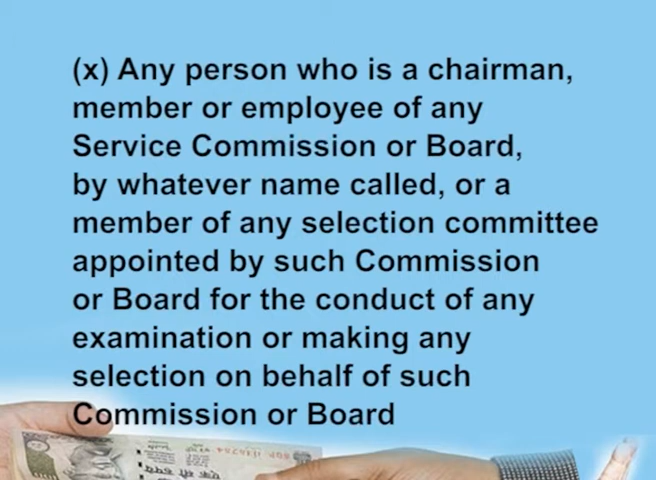 (x) Any person who is a chairman,
member or employee of any
Service Commission or Board,
by whatever name called, or a
member of any selection committee
appointed by such Commission
or Board for the conduct of any
examination or making any
selection on behalf of such
Commission or Board